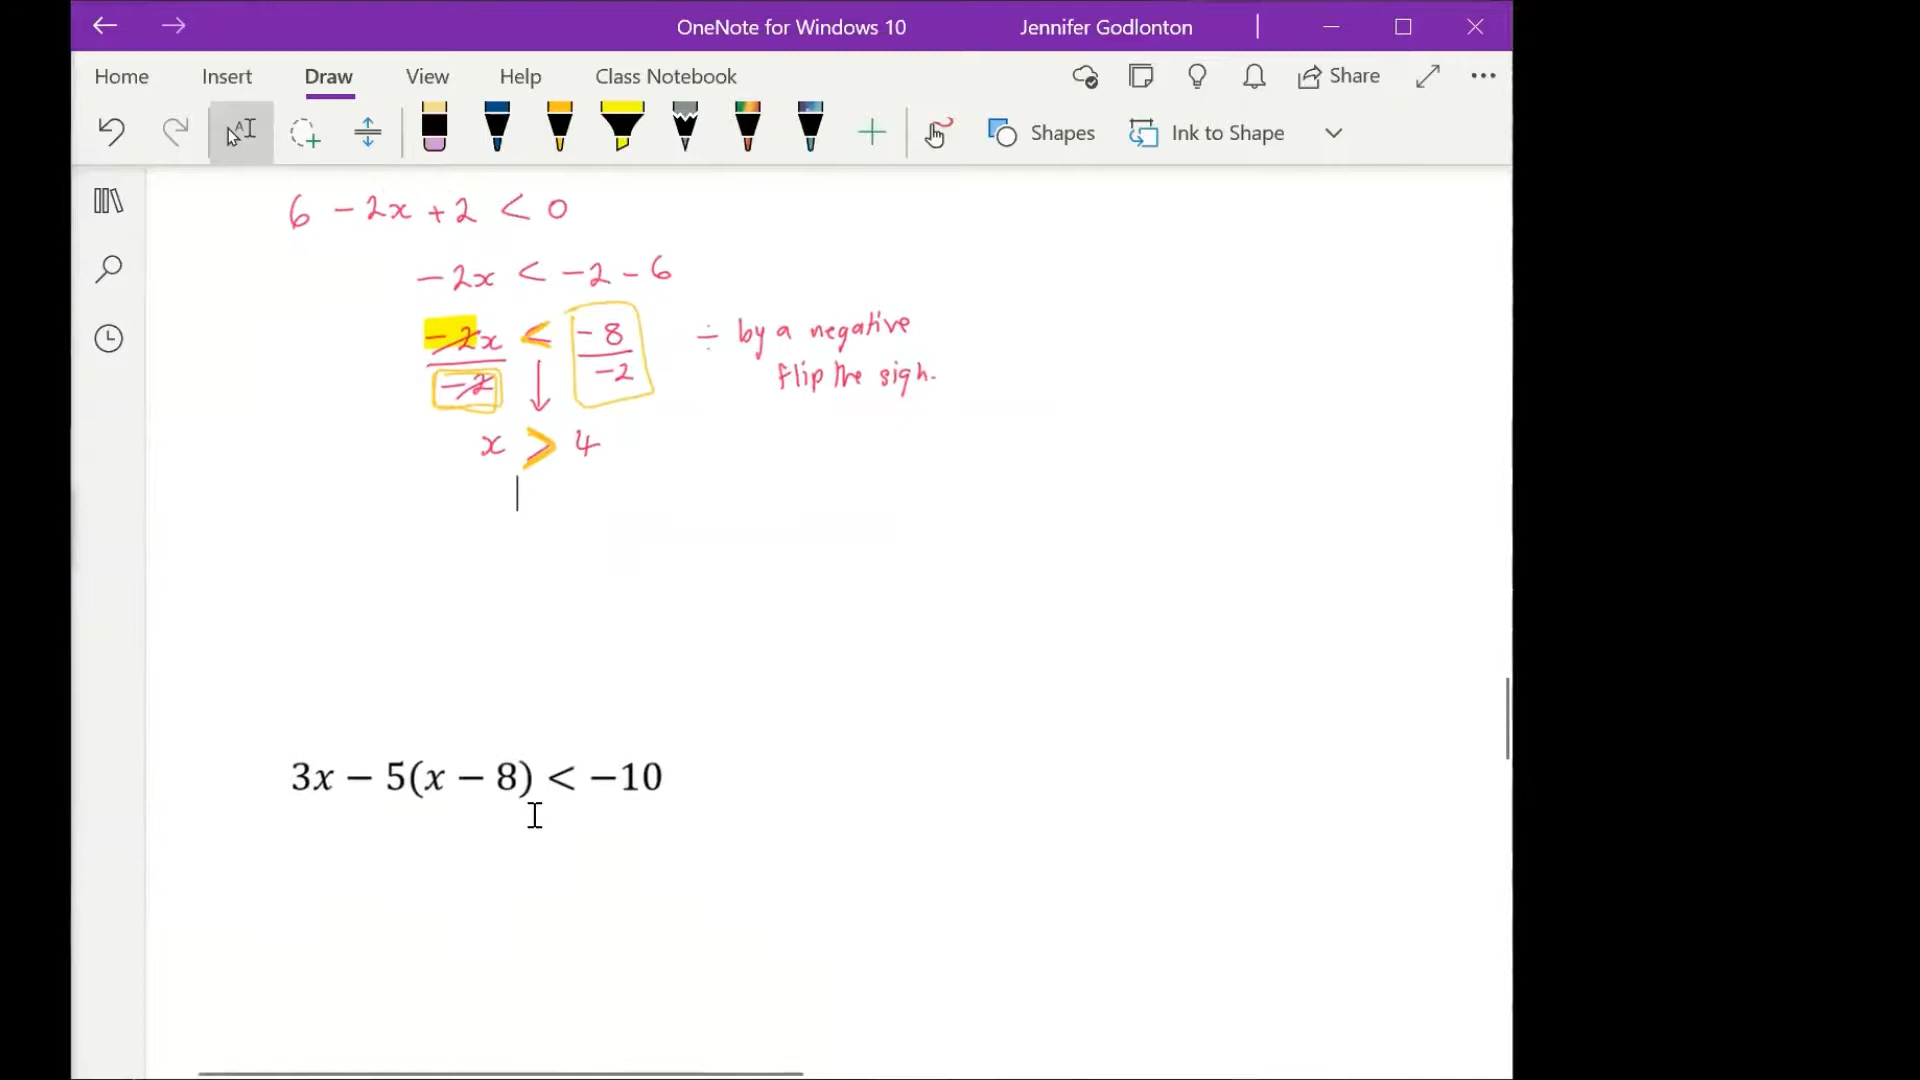 OneNote for Windows 10 Jennifer Godlonton
Home Insert Draw View Help Class Notebook Share
Shapes Ink to Shape
6 - 2x + 2 < 0
-2x < -2 - 6
-2x < -8
-2 -2
÷ by a negative
flip the sign.
x > 4
3x − 5(x − 8) < −10